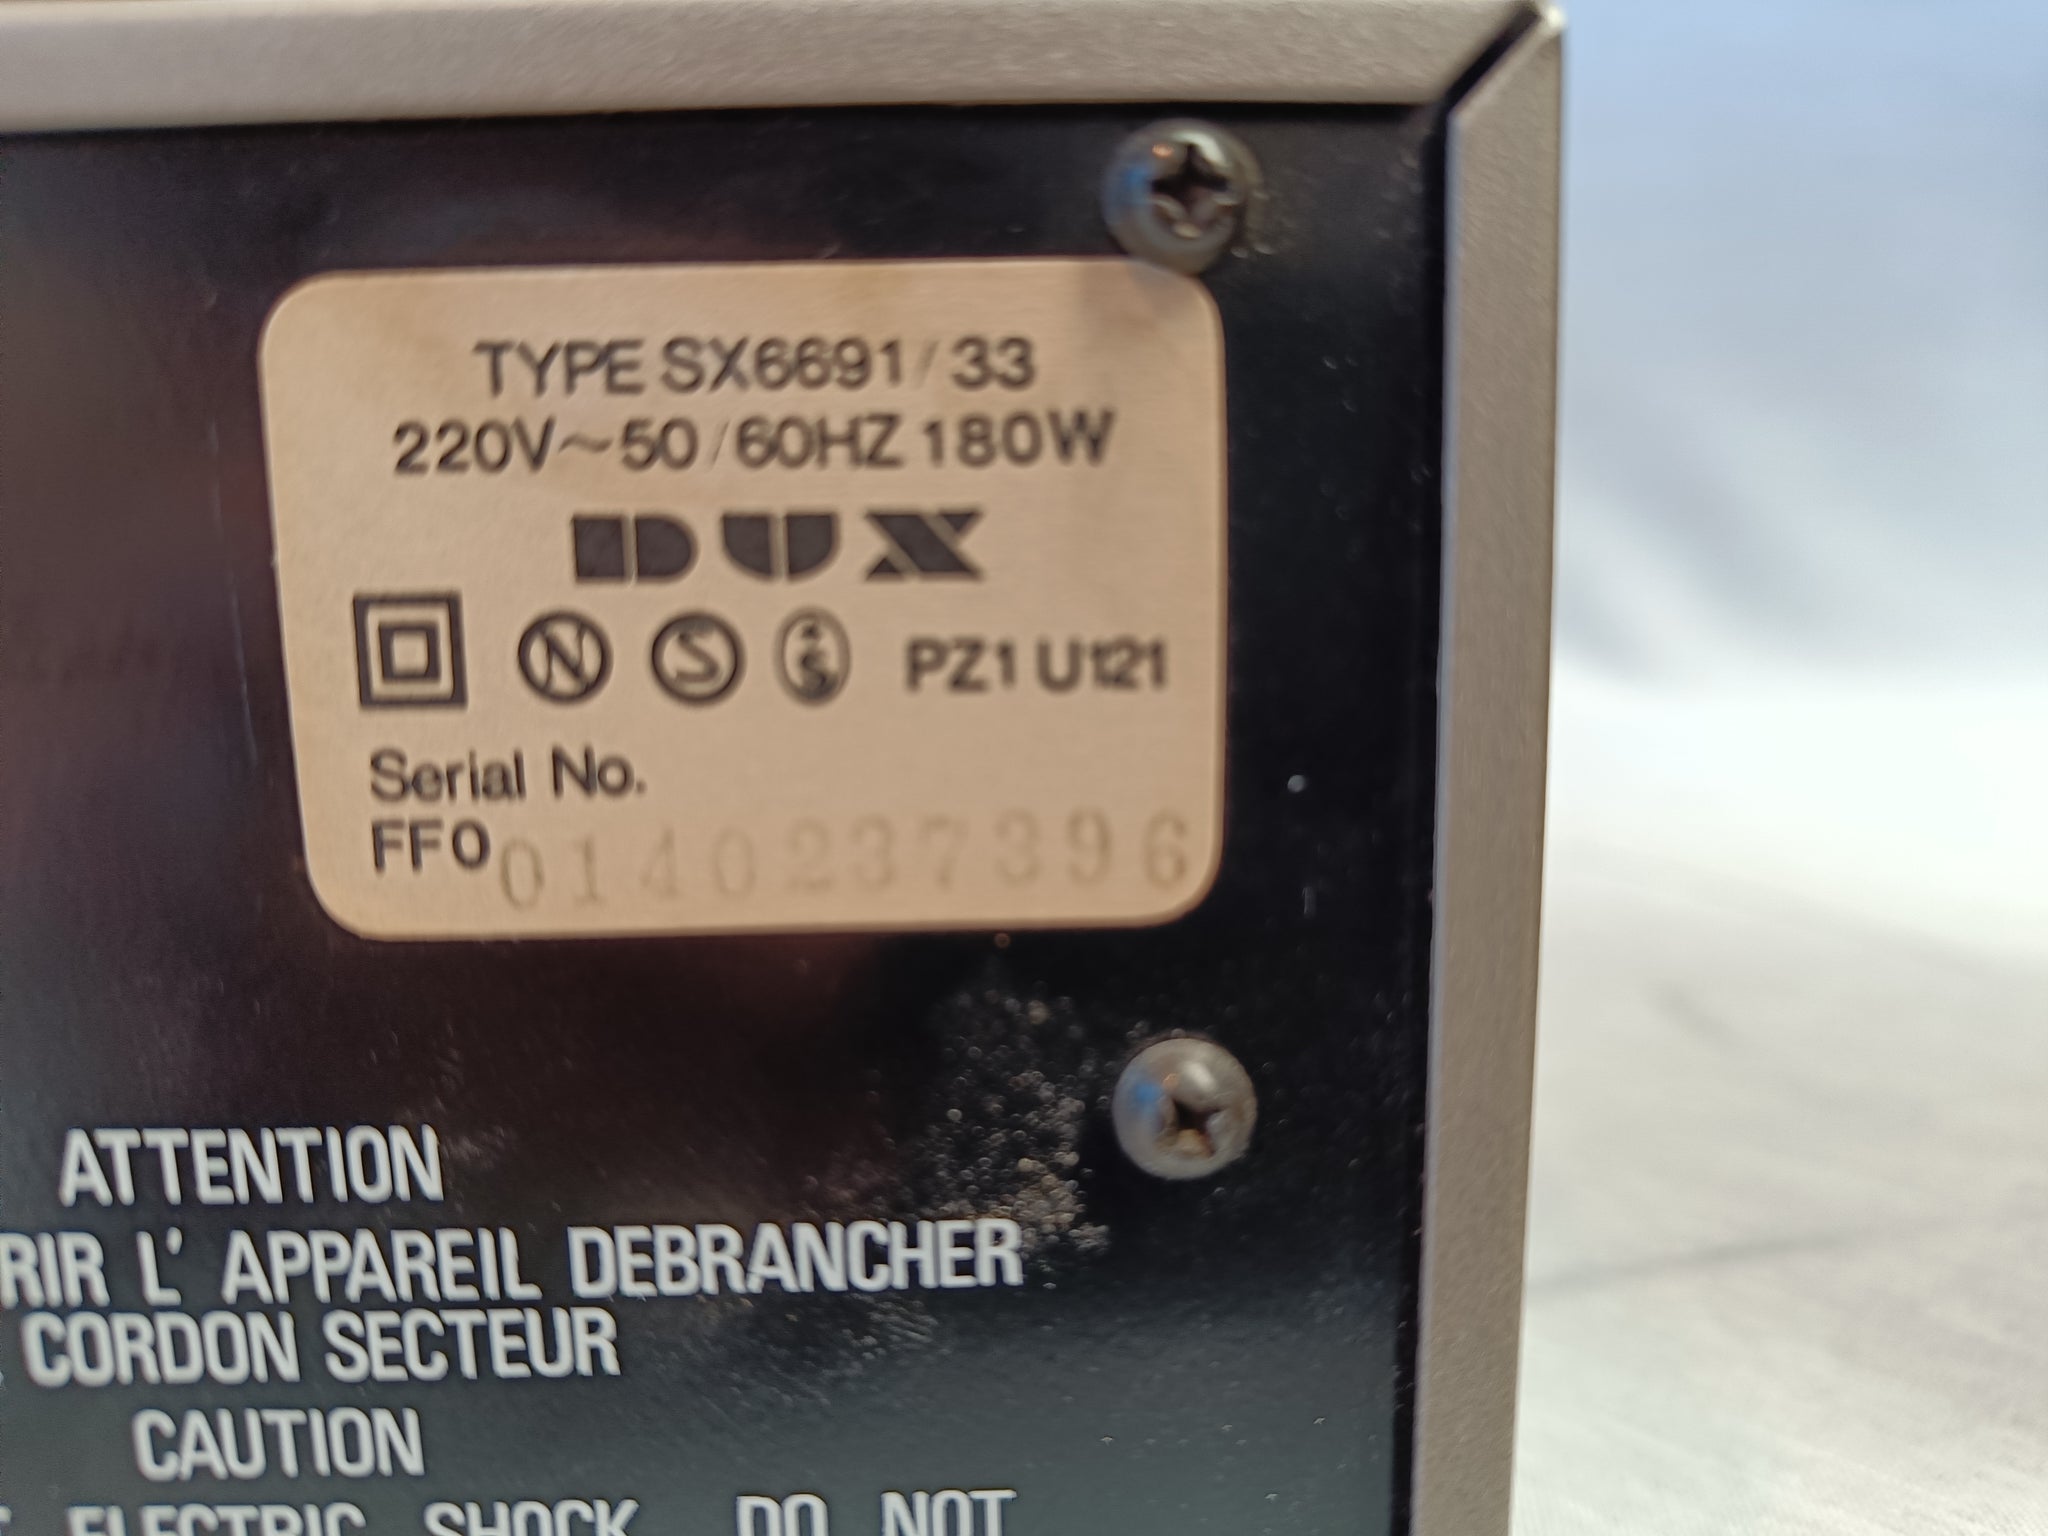 TYPE SX6691/33
220V~50/60HZ 180W
DUX
N S S PZ1 U121
Serial No.
FF0 0140237396
ATTENTION
RIR L' APPAREIL DEBRANCHER
CORDON SECTEUR
CAUTION
ELECTRIC SHOCK DO NOT